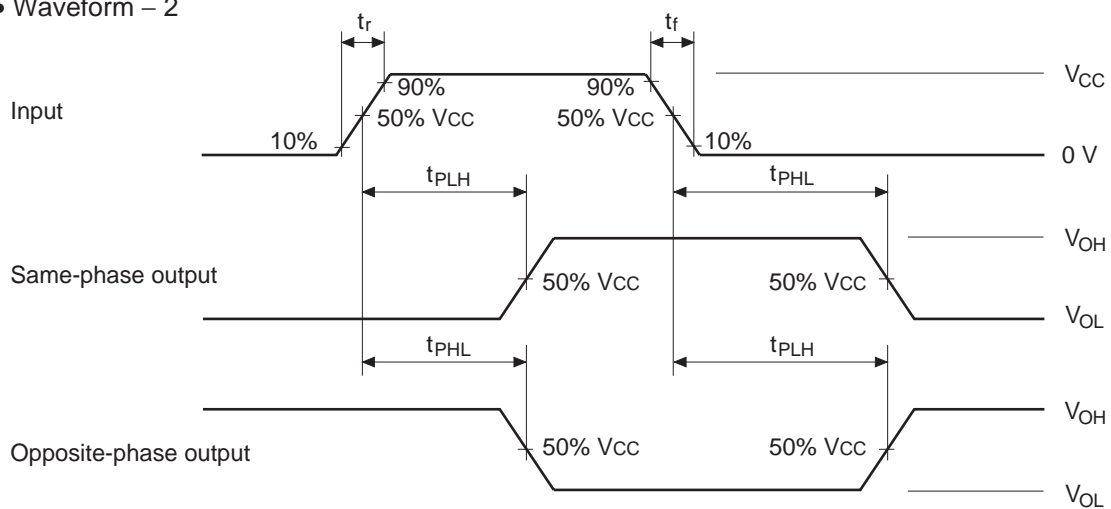 • Waveform – 2
tr
tf
Input
90%
50% VCC
10%
90%
50% VCC
10%
VCC
0 V
tPLH
tPHL
Same-phase output
50% VCC
50% VCC
VOH
VOL
tPHL
tPLH
Opposite-phase output
50% VCC
50% VCC
VOH
VOL